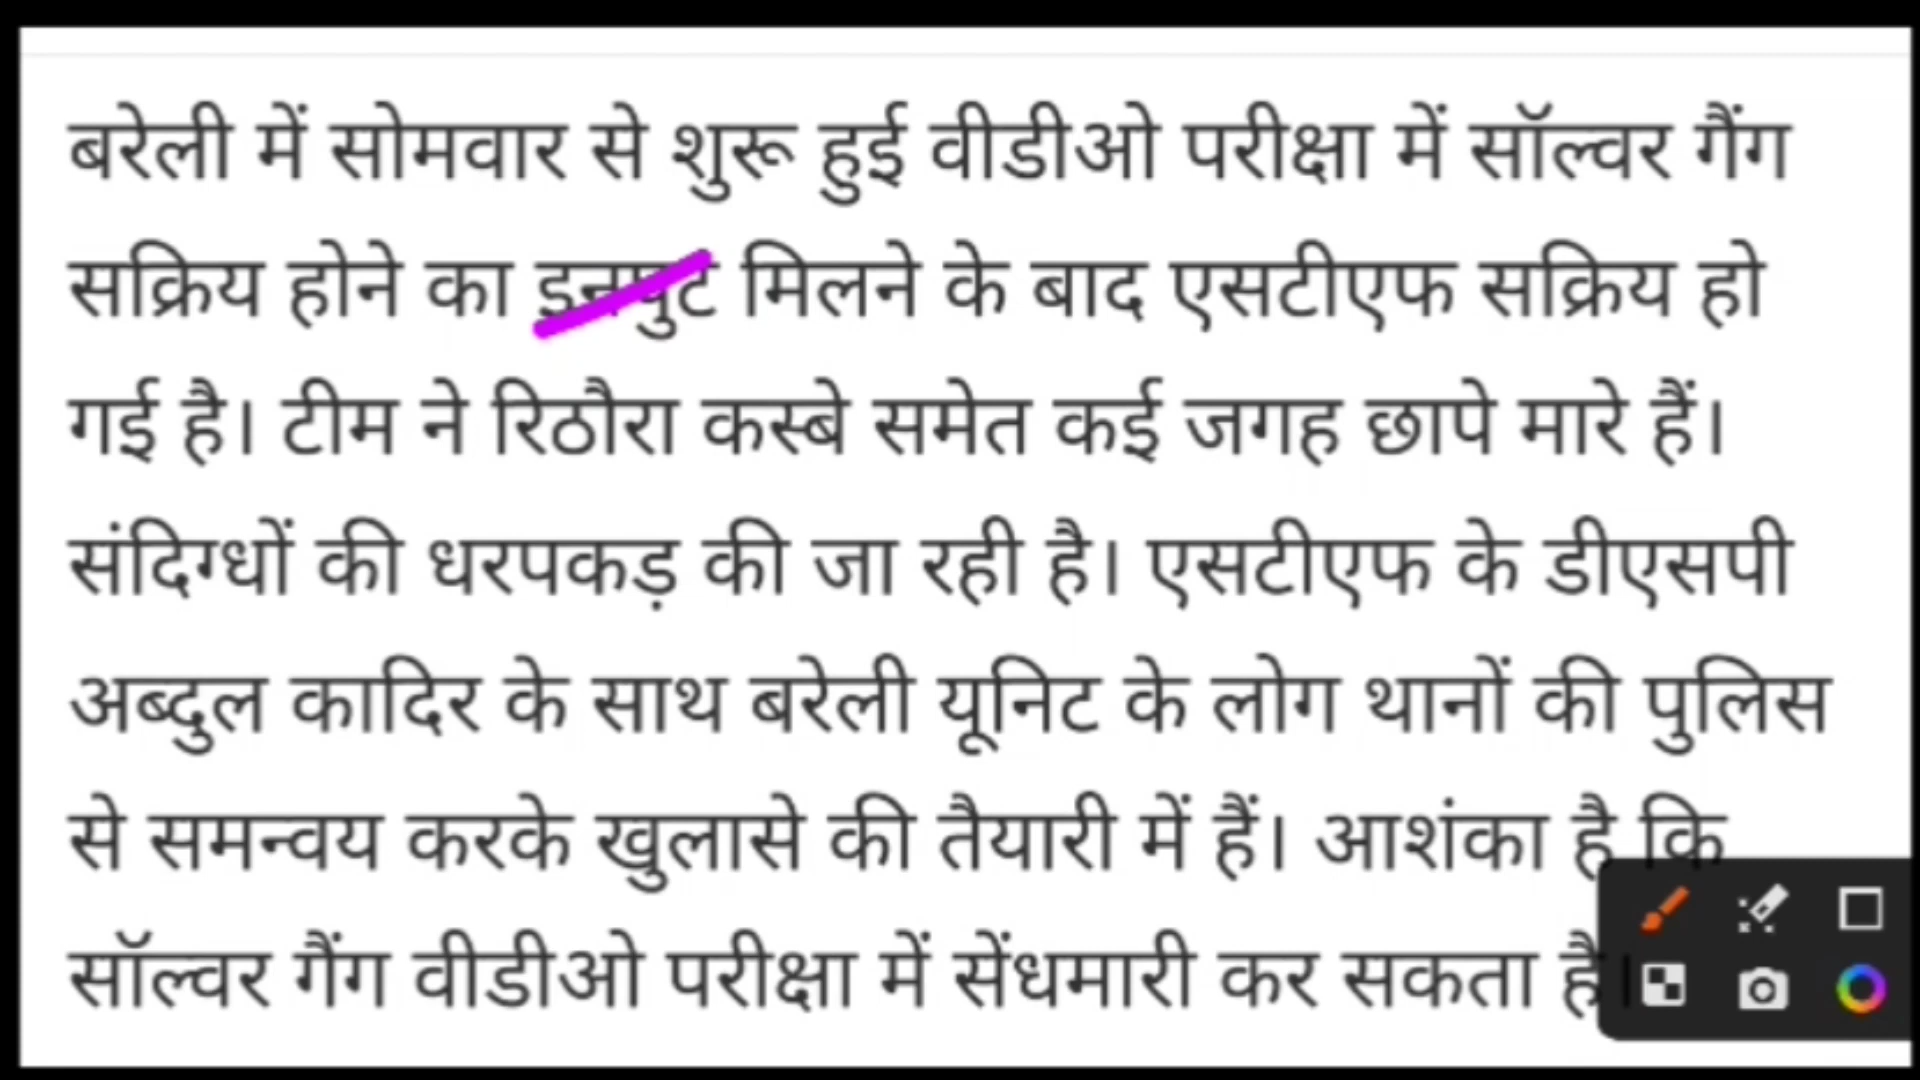 बरेली में सोमवार से शुरू हुई वीडीओ परीक्षा में सॉल्वर गैंग
सक्रिय होने का इनपुट मिलने के बाद एसटीएफ सक्रिय हो
गई है। टीम ने रिठौरा कस्बे समेत कई जगह छापे मारे हैं।
संदिग्धों की धरपकड़ की जा रही है। एसटीएफ के डीएसपी
अब्दुल कादिर के साथ बरेली यूनिट के लोग थानों की पुलिस
से समन्वय करके खुलासे की तैयारी में हैं। आशंका है कि
सॉल्वर गैंग वीडीओ परीक्षा में सेंधमारी कर सकता है।